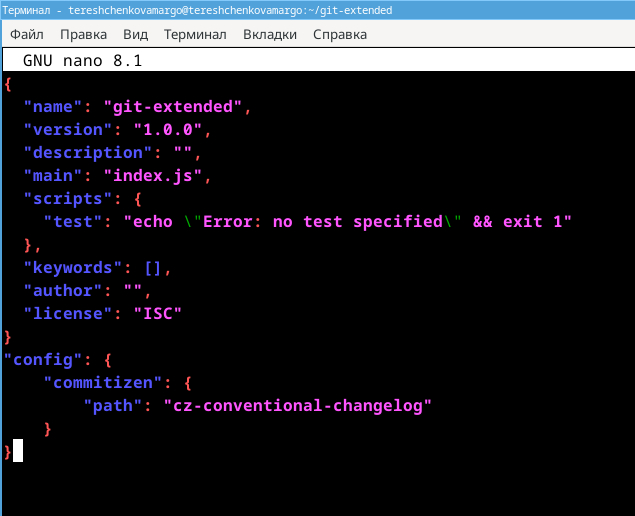 Терминал - tereshchenkovamargo@tereshchenkovamargo:~/git-extended
Файл Правка Вид Терминал Вкладки Справка
GNU nano 8.1
{
  "name": "git-extended",
  "version": "1.0.0",
  "description": "",
  "main": "index.js",
  "scripts": {
    "test": "echo \"Error: no test specified\" && exit 1"
  },
  "keywords": [],
  "author": "",
  "license": "ISC"
}
"config": {
    "commitizen": {
        "path": "cz-conventional-changelog"
    }
}